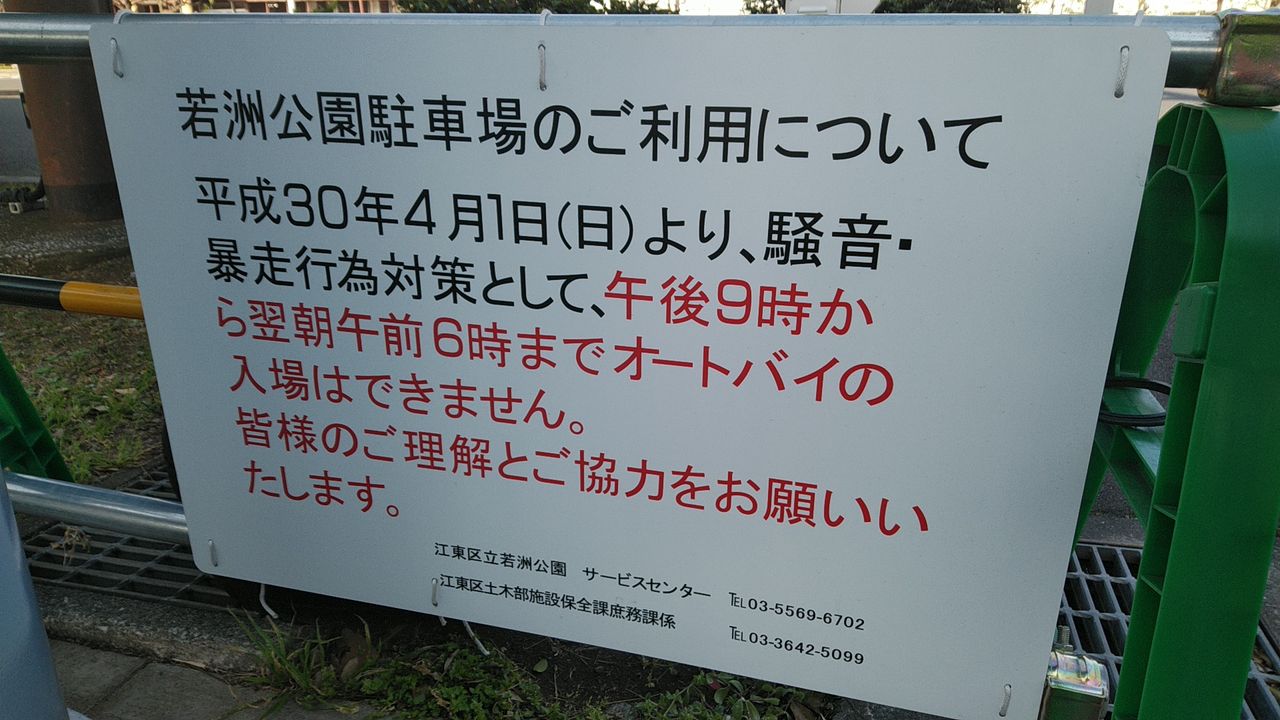 若洲公園駐車場のご利用について
平成30年4月1日(日)より、騒音・
暴走行為対策として、午後9時か
ら翌朝午前6時までオートバイの
入場はできません。
皆様のご理解とご協力をお願いい
たします。
江東区立若洲公園 サービスセンター TEL03-5569-6702
江東区土木部施設保全課庶務課係 TEL03-3642-5099